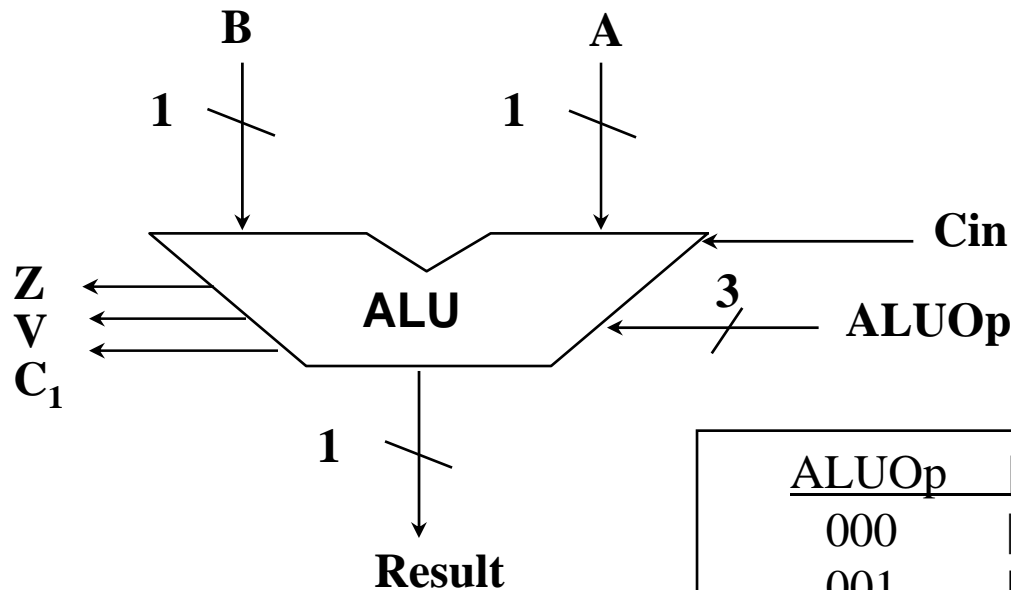 B A
1 1
Cin
Z
V
C₁
ALU
3
ALUOp
1
ALUOp |
000 |
Result